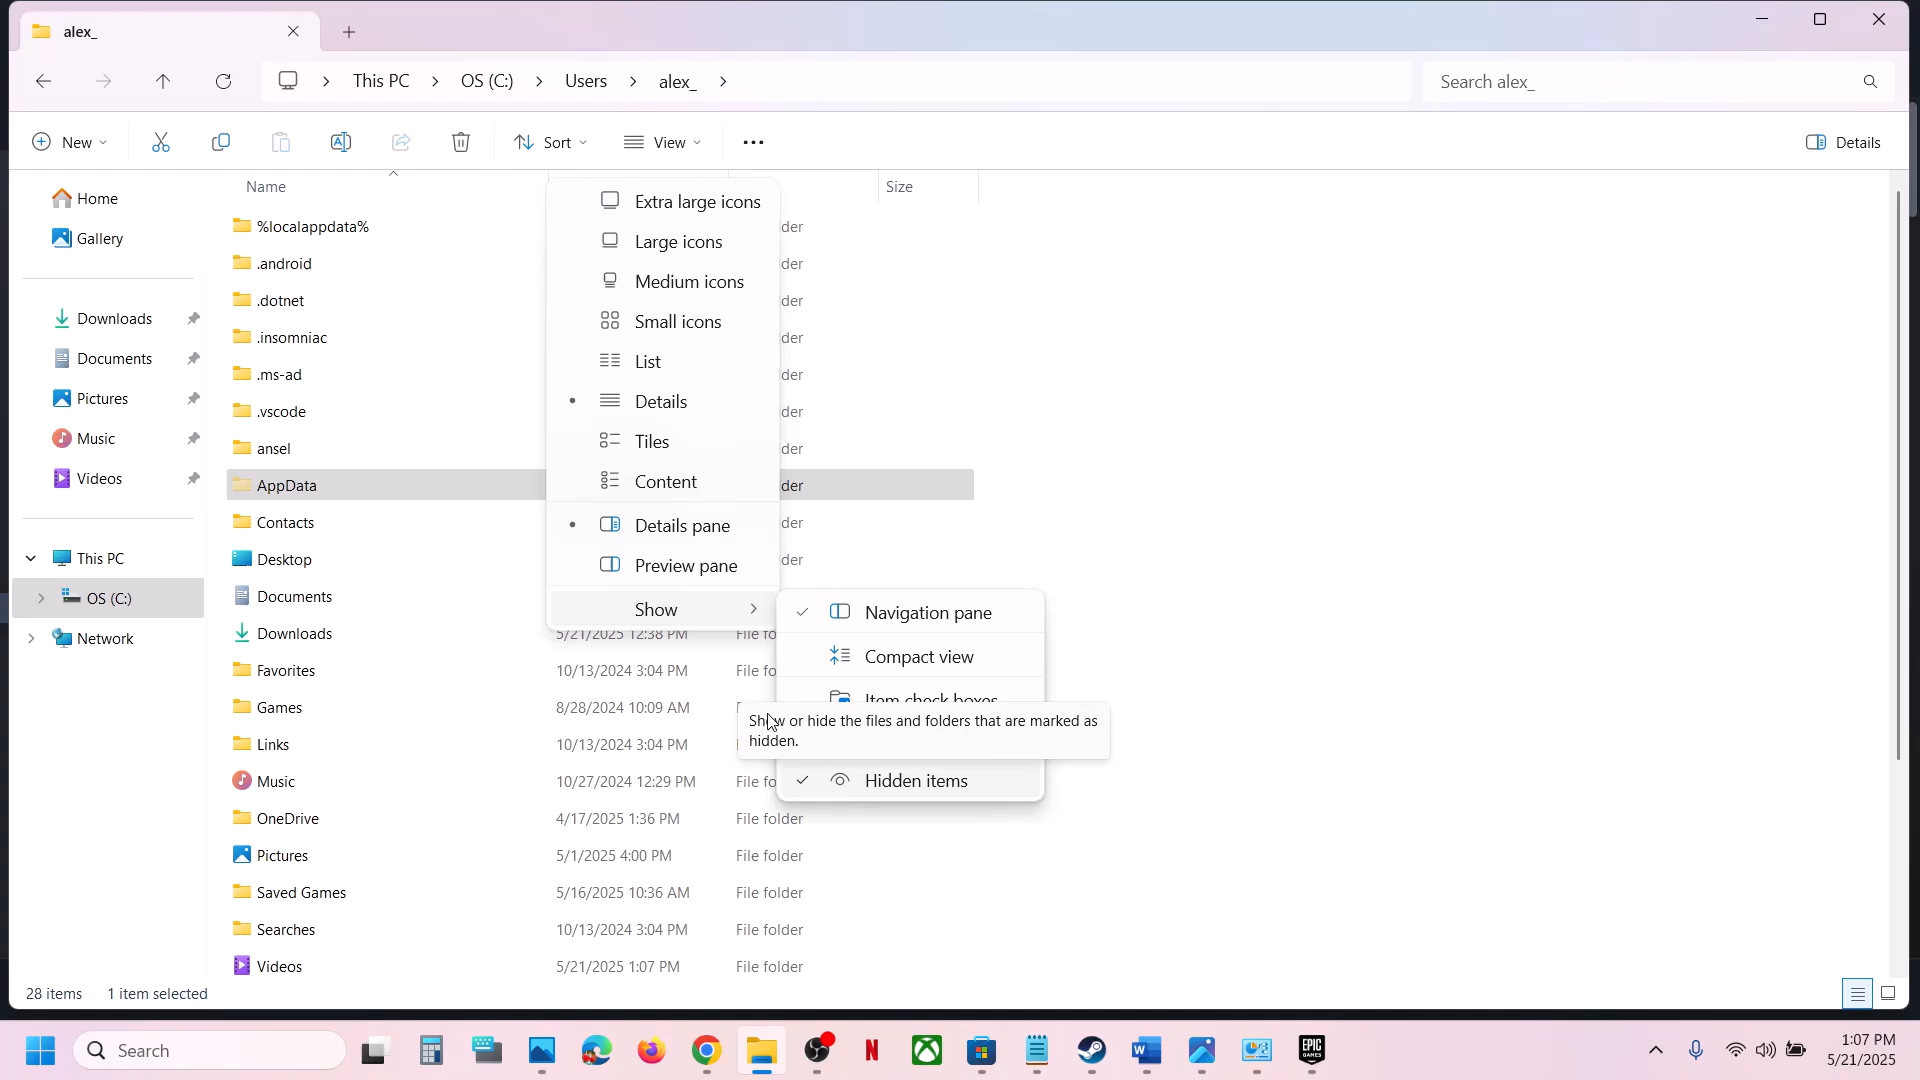 alex_
This PC
OS (C:)
Users
alex_
Search alex_
New
Sort
View
Details
Name
Size
Home
Gallery
Downloads
Documents
Pictures
Music
Videos
This PC
OS (C:)
Network
%localappdata%
der
.android
der
.dotnet
der
.insomniac
der
.ms-ad
der
.vscode
der
ansel
der
AppData
der
Contacts
der
Desktop
der
Documents
Downloads
5/21/2025 12:38 PM
File fo
Favorites
10/13/2024 3:04 PM
File fo
Games
8/28/2024 10:09 AM
Links
10/13/2024 3:04 PM
Music
10/27/2024 12:29 PM
File fo
OneDrive
4/17/2025 1:36 PM
File folder
Pictures
5/1/2025 4:00 PM
File folder
Saved Games
5/16/2025 10:36 AM
File folder
Searches
10/13/2024 3:04 PM
File folder
Videos
5/21/2025 1:07 PM
File folder
Extra large icons
Large icons
Medium icons
Small icons
List
Details
Tiles
Content
Details pane
Preview pane
Show
Navigation pane
Compact view
Item check boxes
Show or hide the files and folders that are marked as
hidden.
Hidden items
28 items
1 item selected
Search
EPIC
GAMES
1:07 PM
5/21/2025